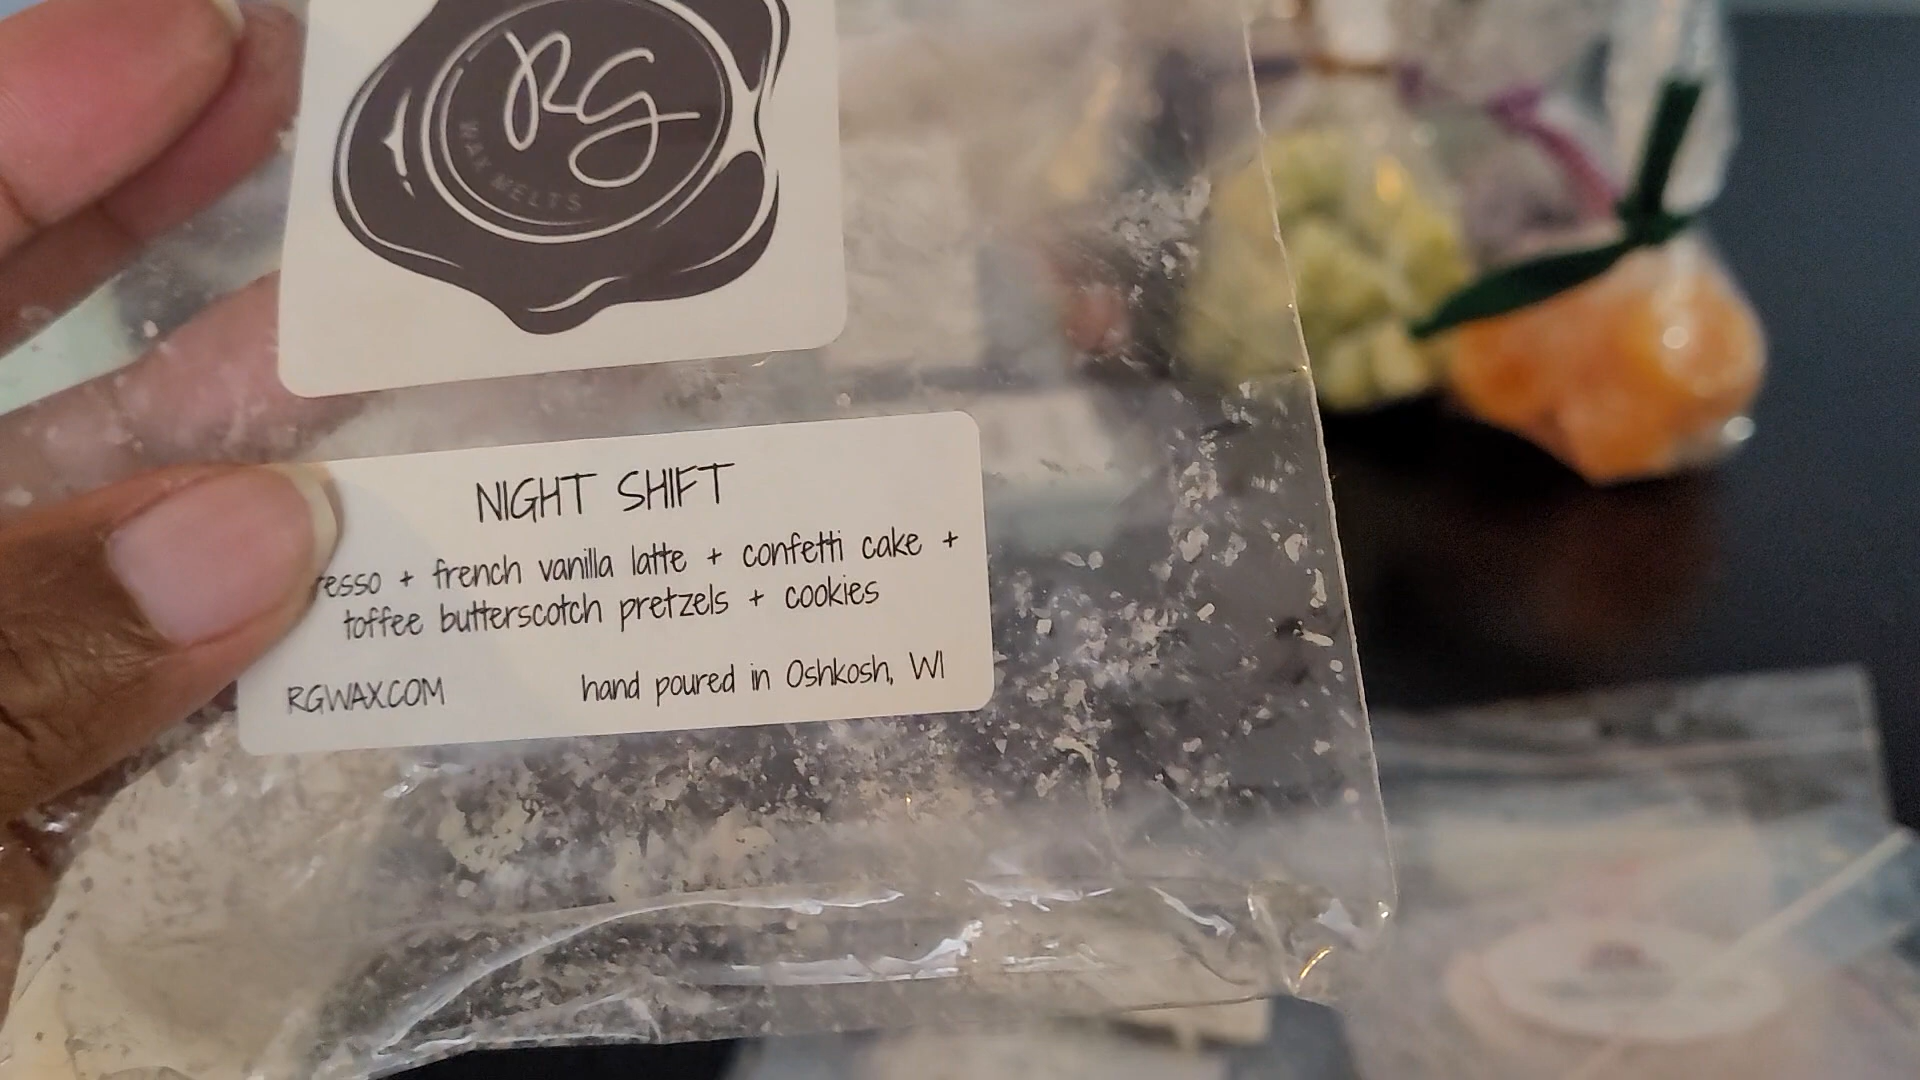 RG
WAX MELTS
NIGHT SHIFT
resso + french vanilla latte + confetti cake +
toffee butterscotch pretzels + cookies
RGWAX.COM
hand poured in Oshkosh, WI